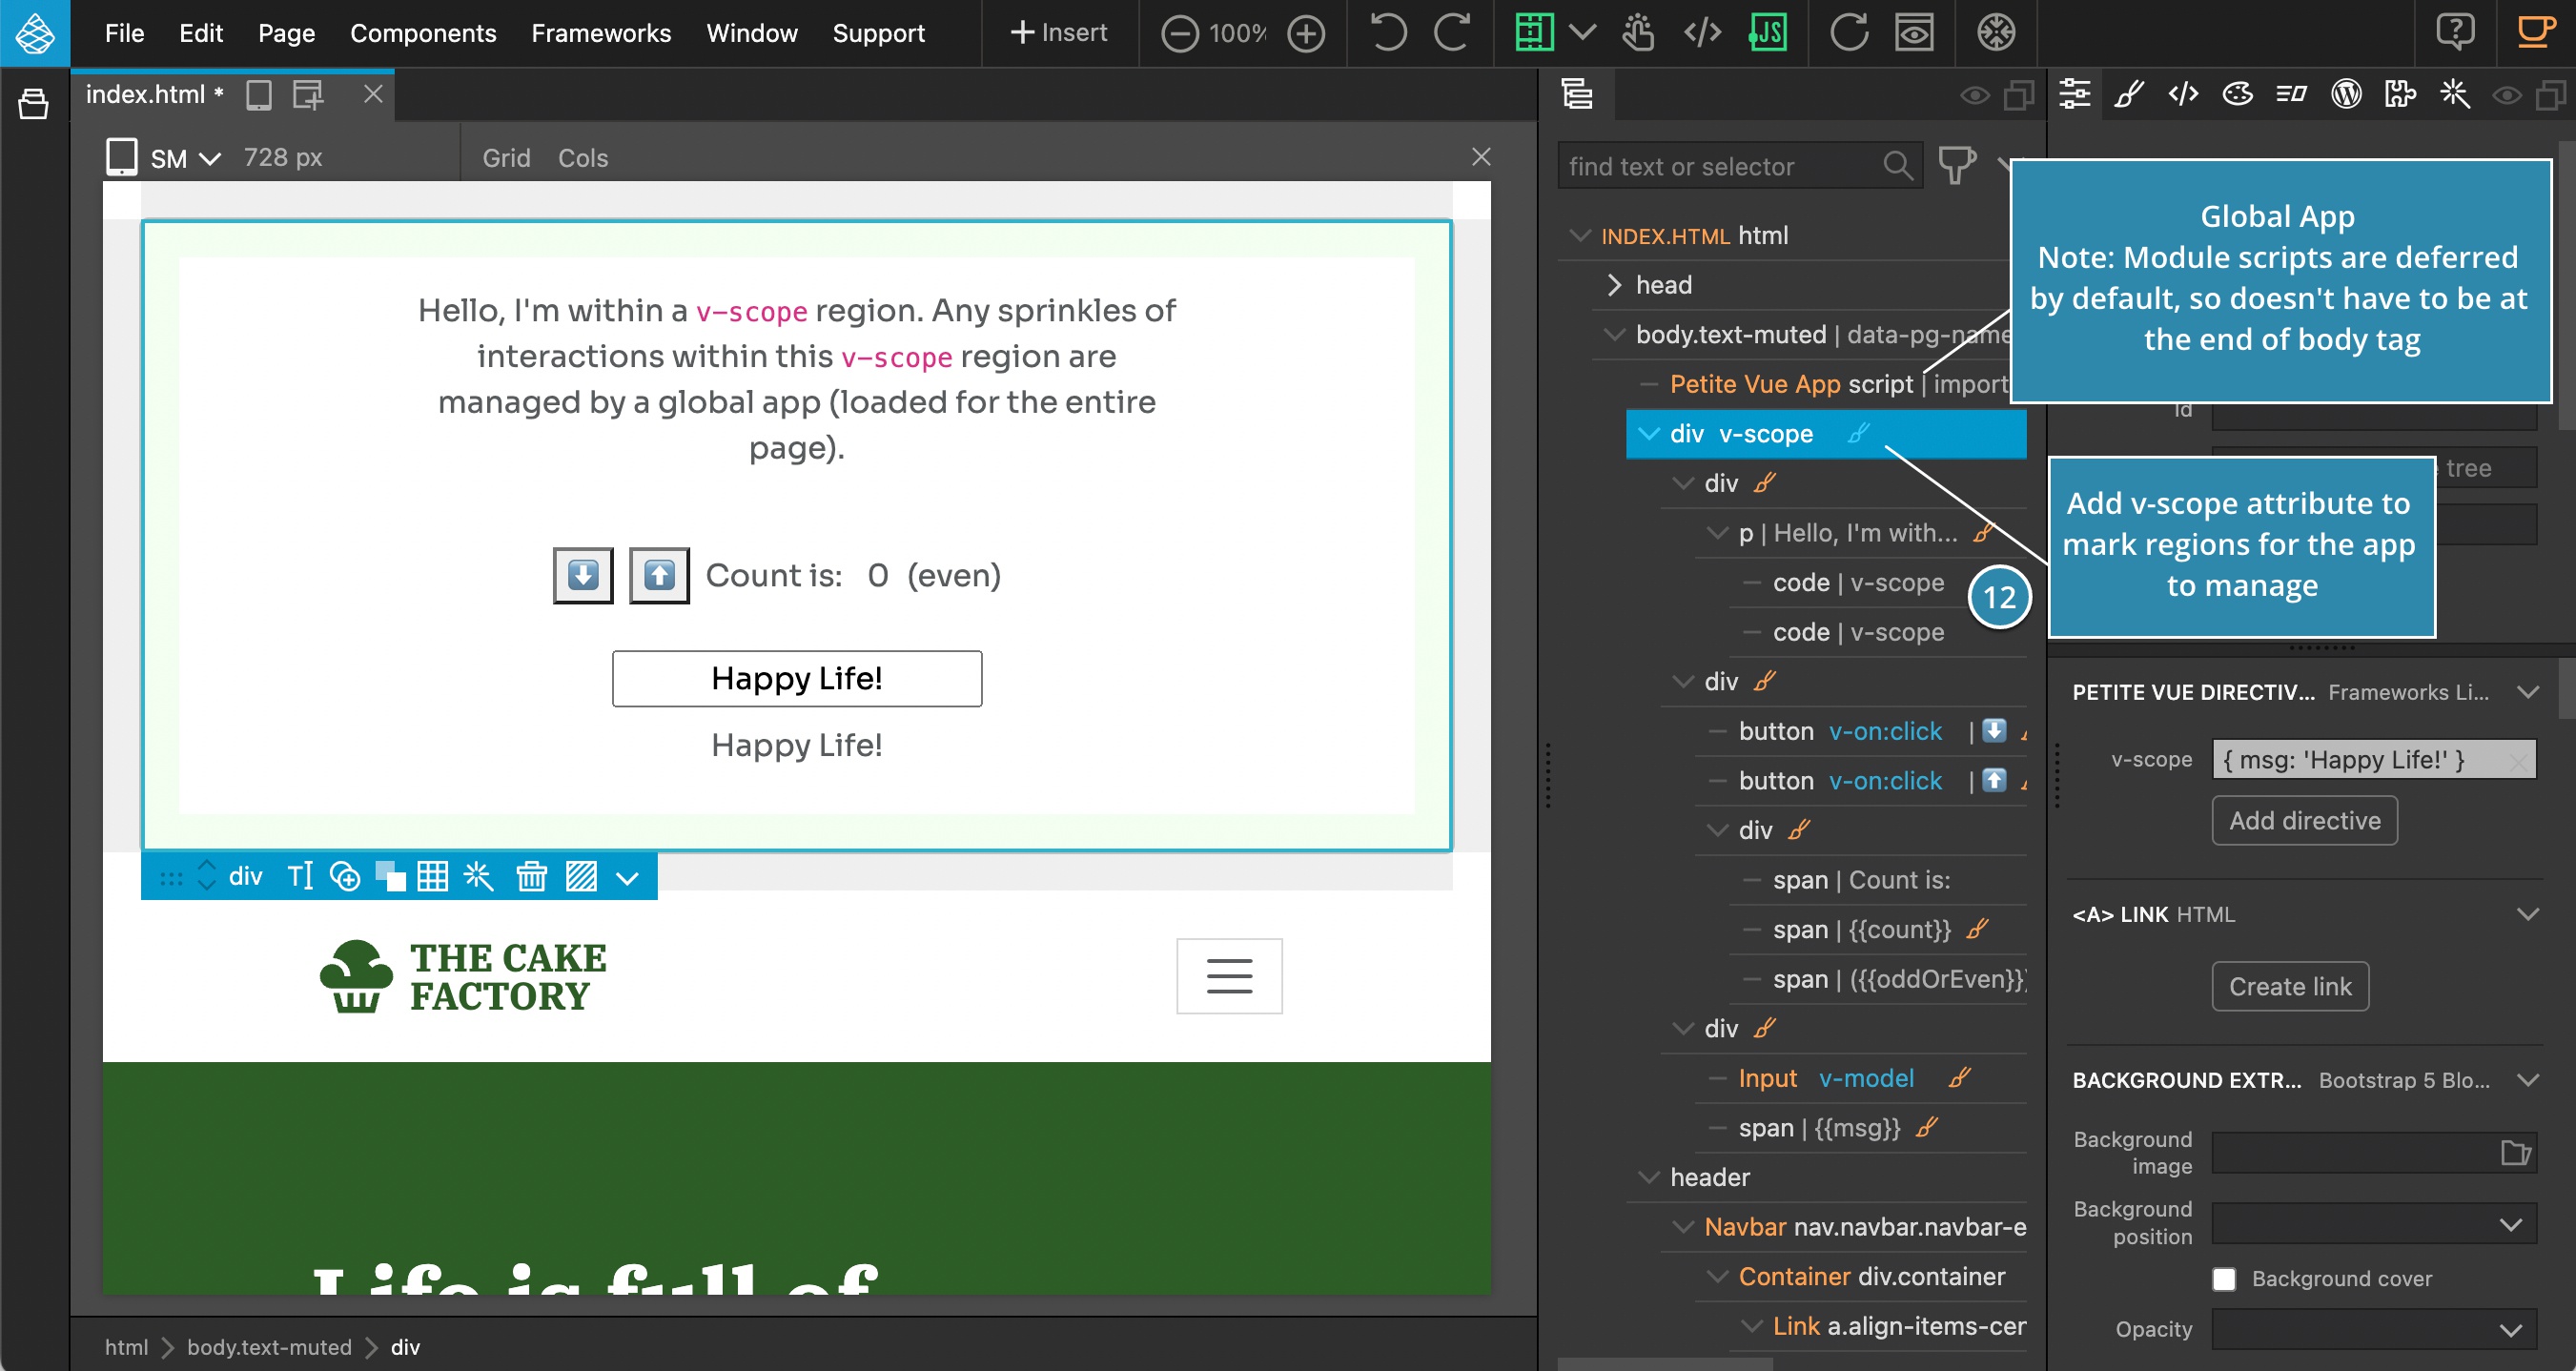 File Edit Page Components Frameworks Window Support
+ Insert
100%
JS
index.html *
SM 728 px Grid Cols
Hello, I'm within a v-scope region. Any sprinkles of
interactions within this v-scope region are
managed by a global app (loaded for the entire
page).
Count is: 0 (even)
Happy Life!
Happy Life!
div
THE CAKE
FACTORY
Life is full of
html > body.text-muted > div
find text or selector
INDEX.HTML html
head
body.text-muted | data-pg-name
Petite Vue App script | import
div v-scope
div
p | Hello, I'm with...
code | v-scope
code | v-scope
div
button v-on:click |
button v-on:click |
div
span | Count is:
span | {{count}}
span | ({{oddOrEven}})
div
Input v-model
span | {{msg}}
header
Navbar nav.navbar.navbar-e
Container div.container
Link a.align-items-cer
Global App
Note: Module scripts are deferred
by default, so doesn't have to be at
the end of body tag
Id
tree
Add v-scope attribute to
mark regions for the app
to manage
12
PETITE VUE DIRECTIV... Frameworks Li...
v-scope { msg: 'Happy Life!' }
Add directive
<A> LINK HTML
Create link
BACKGROUND EXTR... Bootstrap 5 Blo...
Background
image
Background
position
Background cover
Opacity